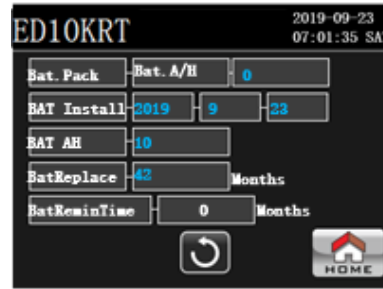 ED10KRT 2019-09-23
07:01:35 SA
Bat. Pack Bat. A/H 0
BAT Install 2019 9 23
BAT AH 10
BatReplace 42 Months
BatReminTime 0 Months
HOME